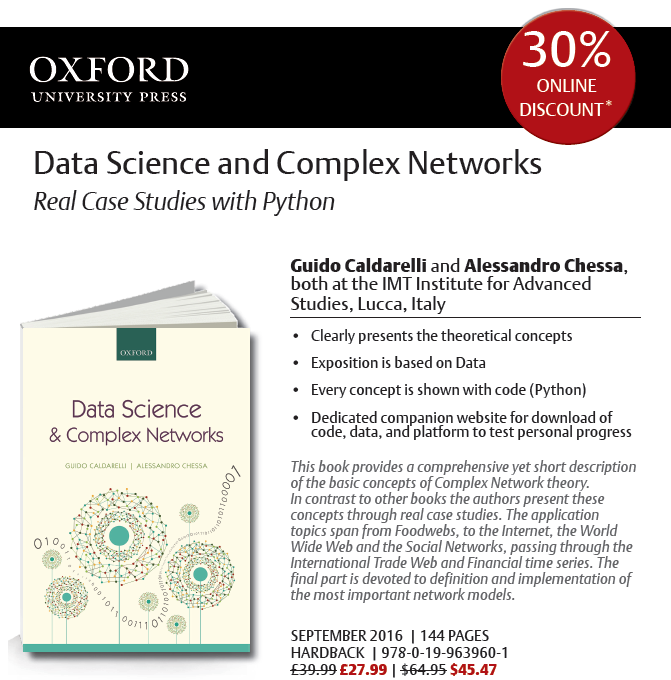 OXFORD
UNIVERSITY PRESS
30%
ONLINE
DISCOUNT*
Data Science and Complex Networks
Real Case Studies with Python
Guido Caldarelli and Alessandro Chessa,
both at the IMT Institute for Advanced
Studies, Lucca, Italy
• Clearly presents the theoretical concepts
• Exposition is based on Data
• Every concept is shown with code (Python)
• Dedicated companion website for download of
code, data, and platform to test personal progress
This book provides a comprehensive yet short description
of the basic concepts of Complex Network theory.
In contrast to other books the authors present these
concepts through real case studies. The application
topics span from Foodwebs, to the Internet, the World
Wide Web and the Social Networks, passing through the
International Trade Web and Financial time series. The
final part is devoted to definition and implementation of
the most important network models.
SEPTEMBER 2016 | 144 PAGES
HARDBACK | 978-0-19-963960-1
£39.99 £27.99 | $64.95 $45.47
OXFORD
Data Science
& Complex Networks
GUIDO CALDARELLI | ALESSANDRO CHESSA